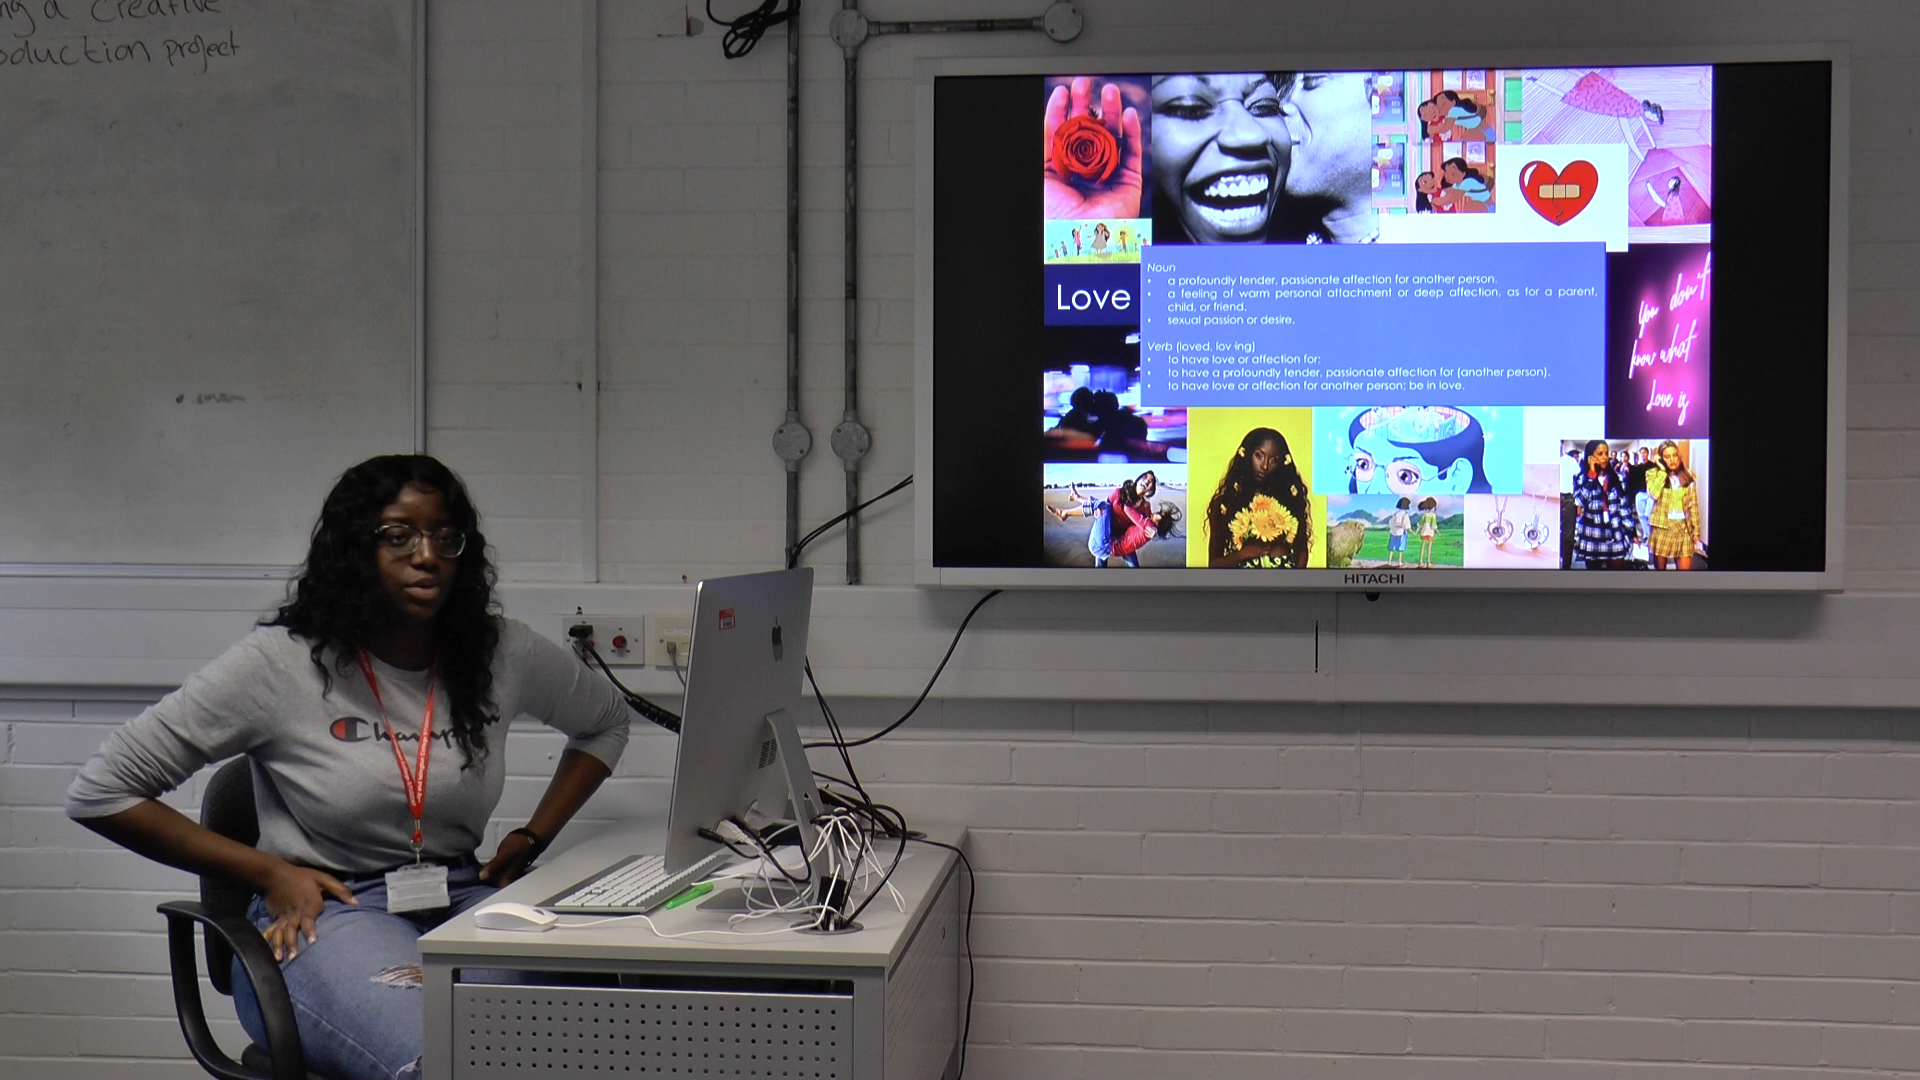 ng a creative
oduction project
Love
Noun
• a profoundly tender, passionate affection for another person.
• a feeling of warm personal attachment or deep affection, as for a parent,
child, or friend.
• sexual passion or desire.
Verb (loved, lov·ing)
• to have love or affection for:
• to have a profoundly tender, passionate affection for (another person).
• to have love or affection for another person; be in love.
You don't
know what
Love is
HITACHI
Champ